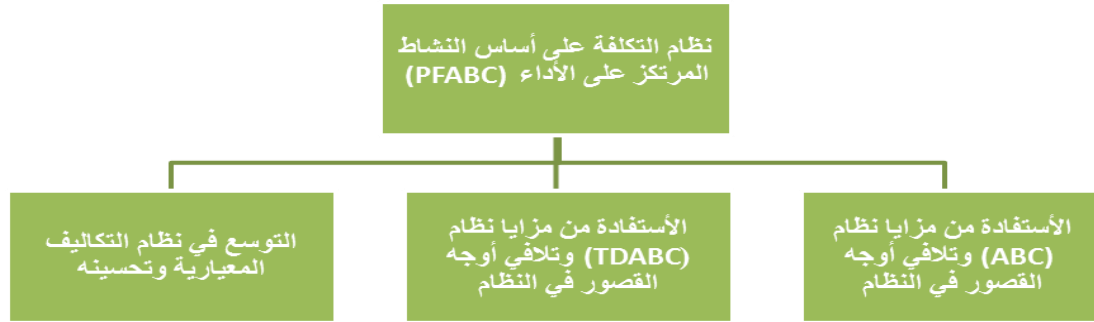 نظام التكلفة على أساس النشاط
المرتكز على الأداء (PFABC)
الأستفادة من مزايا نظام
(ABC) وتلافي أوجه
القصور في النظام
الأستفادة من مزايا نظام
(TDABC) وتلافي أوجه
القصور في النظام
التوسع في نظام التكاليف
المعيارية وتحسينه